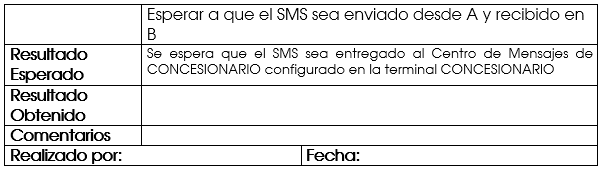 Esperar a que el SMS sea enviado desde A y recibido en
B
Resultado Se espera que el SMS sea entregado al Centro de Mensajes de
Esperado CONCESIONARIO configurado en la terminal CONCESIONARIO
Resultado
Obtenido
Comentarios
Realizado por: Fecha: